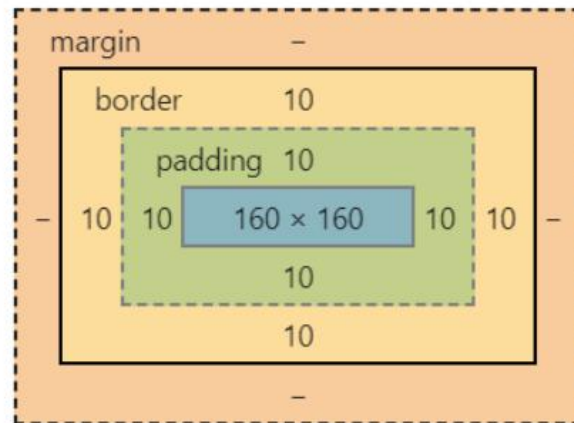 margin –
border 10
padding 10
– 10 10 160 × 160 10 10 –
10
10
–